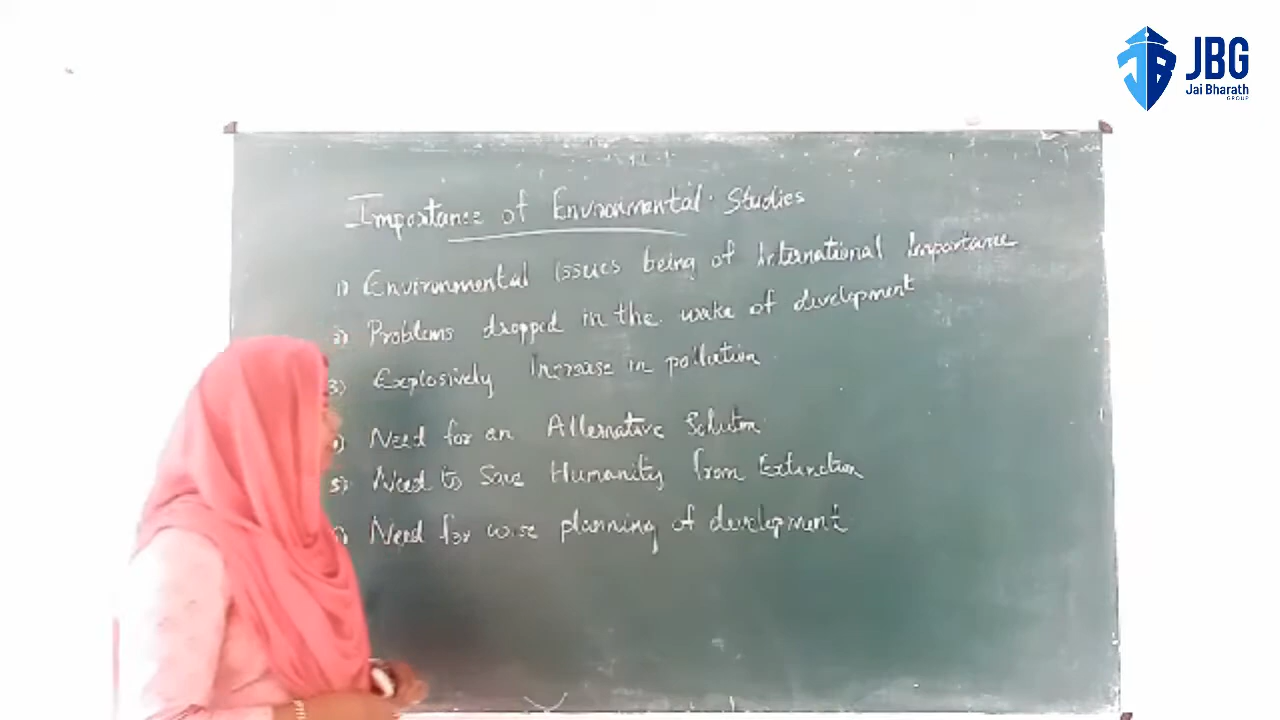 JBG
Jai Bharath
GROUP
Importance of Environmental Studies
1) Environmental issues being of International Importance
2) Problems dropped in the wake of development
3) Explosively Increase in pollution
) Need for an Alternative Solution
5) Need to Save Humanity from Extinction
) Need for wise planning of development